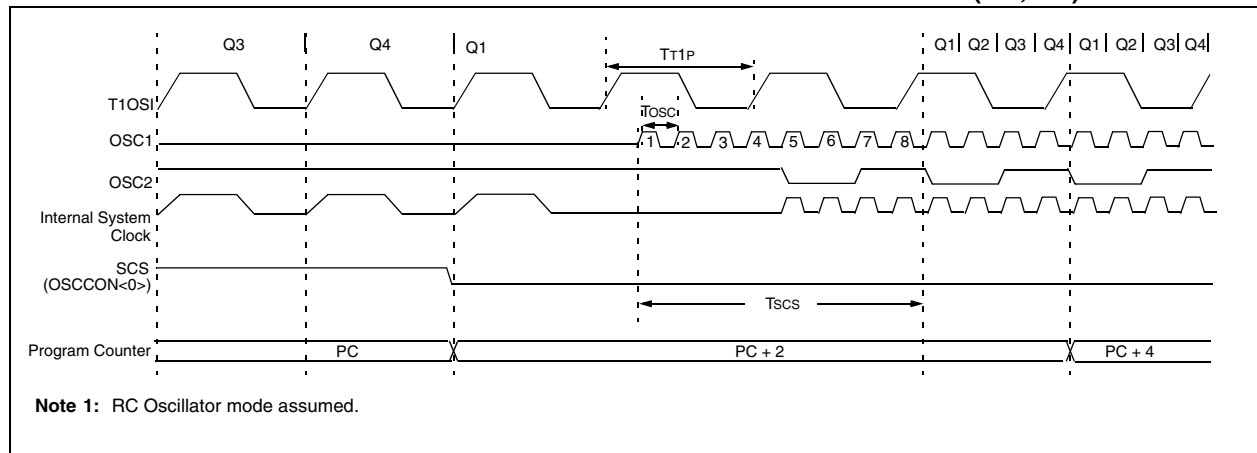 Q3 Q4 Q1 Q1 Q2 Q3 Q4 Q1 Q2 Q3 Q4
TT1P
T1OSI
TOSC
OSC1
1 2 3 4 5 6 7 8
OSC2
Internal System
Clock
SCS
(OSCCON<0>)
TSCS
Program Counter PC PC + 2 PC + 4
Note 1: RC Oscillator mode assumed.